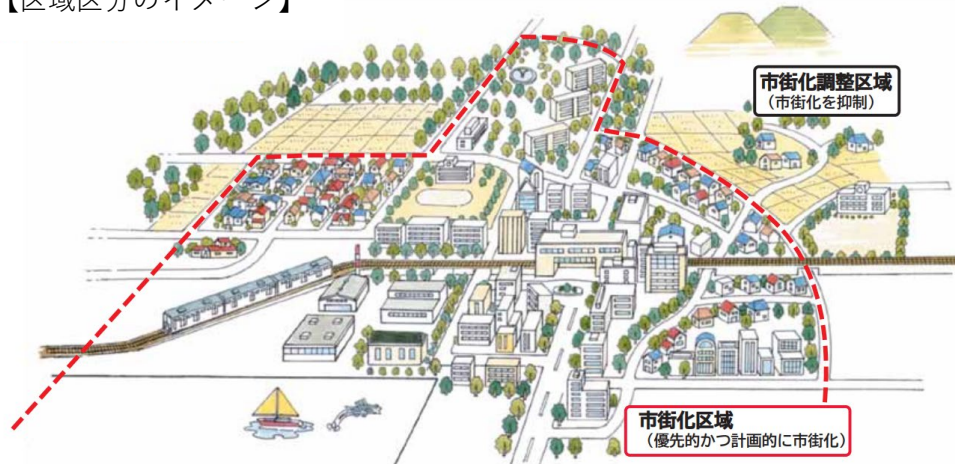 【区域区分のイメージ】
市街化調整区域
（市街化を抑制）
市街化区域
（優先的かつ計画的に市街化）